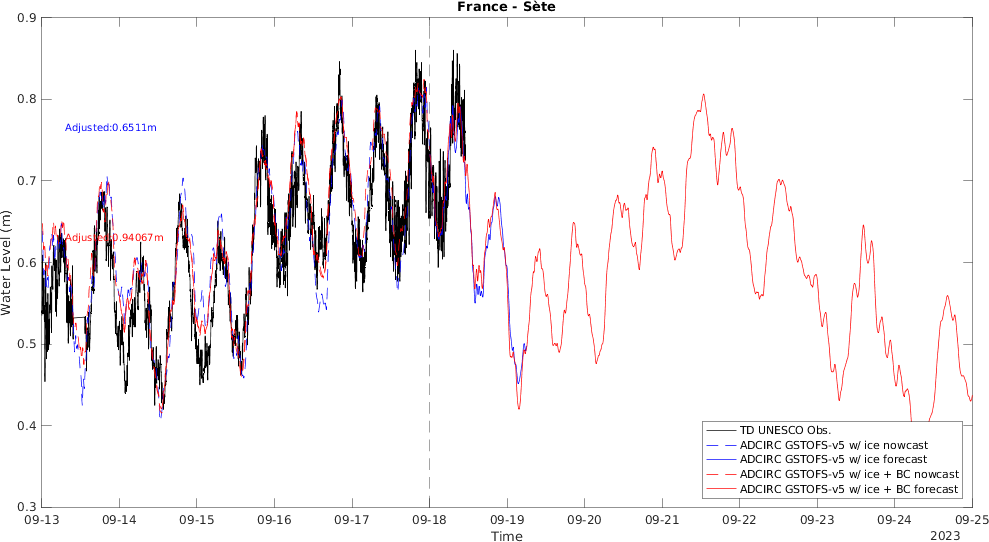 France - Sète
0.9
0.8
0.7
0.6
0.5
0.4
0.3
Water Level (m)
Adjusted:0.6511m
Adjusted:0.94067m
TD UNESCO Obs.
ADCIRC GSTOFS-v5 w/ ice nowcast
ADCIRC GSTOFS-v5 w/ ice forecast
ADCIRC GSTOFS-v5 w/ ice + BC nowcast
ADCIRC GSTOFS-v5 w/ ice + BC forecast
09-13 09-14 09-15 09-16 09-17 09-18 09-19 09-20 09-21 09-22 09-23 09-24 09-25
Time
2023